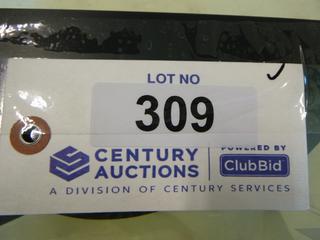 LOT NO
309
CENTURY AUCTIONS
POWERED BY
ClubBid
A DIVISION OF CENTURY SERVICES